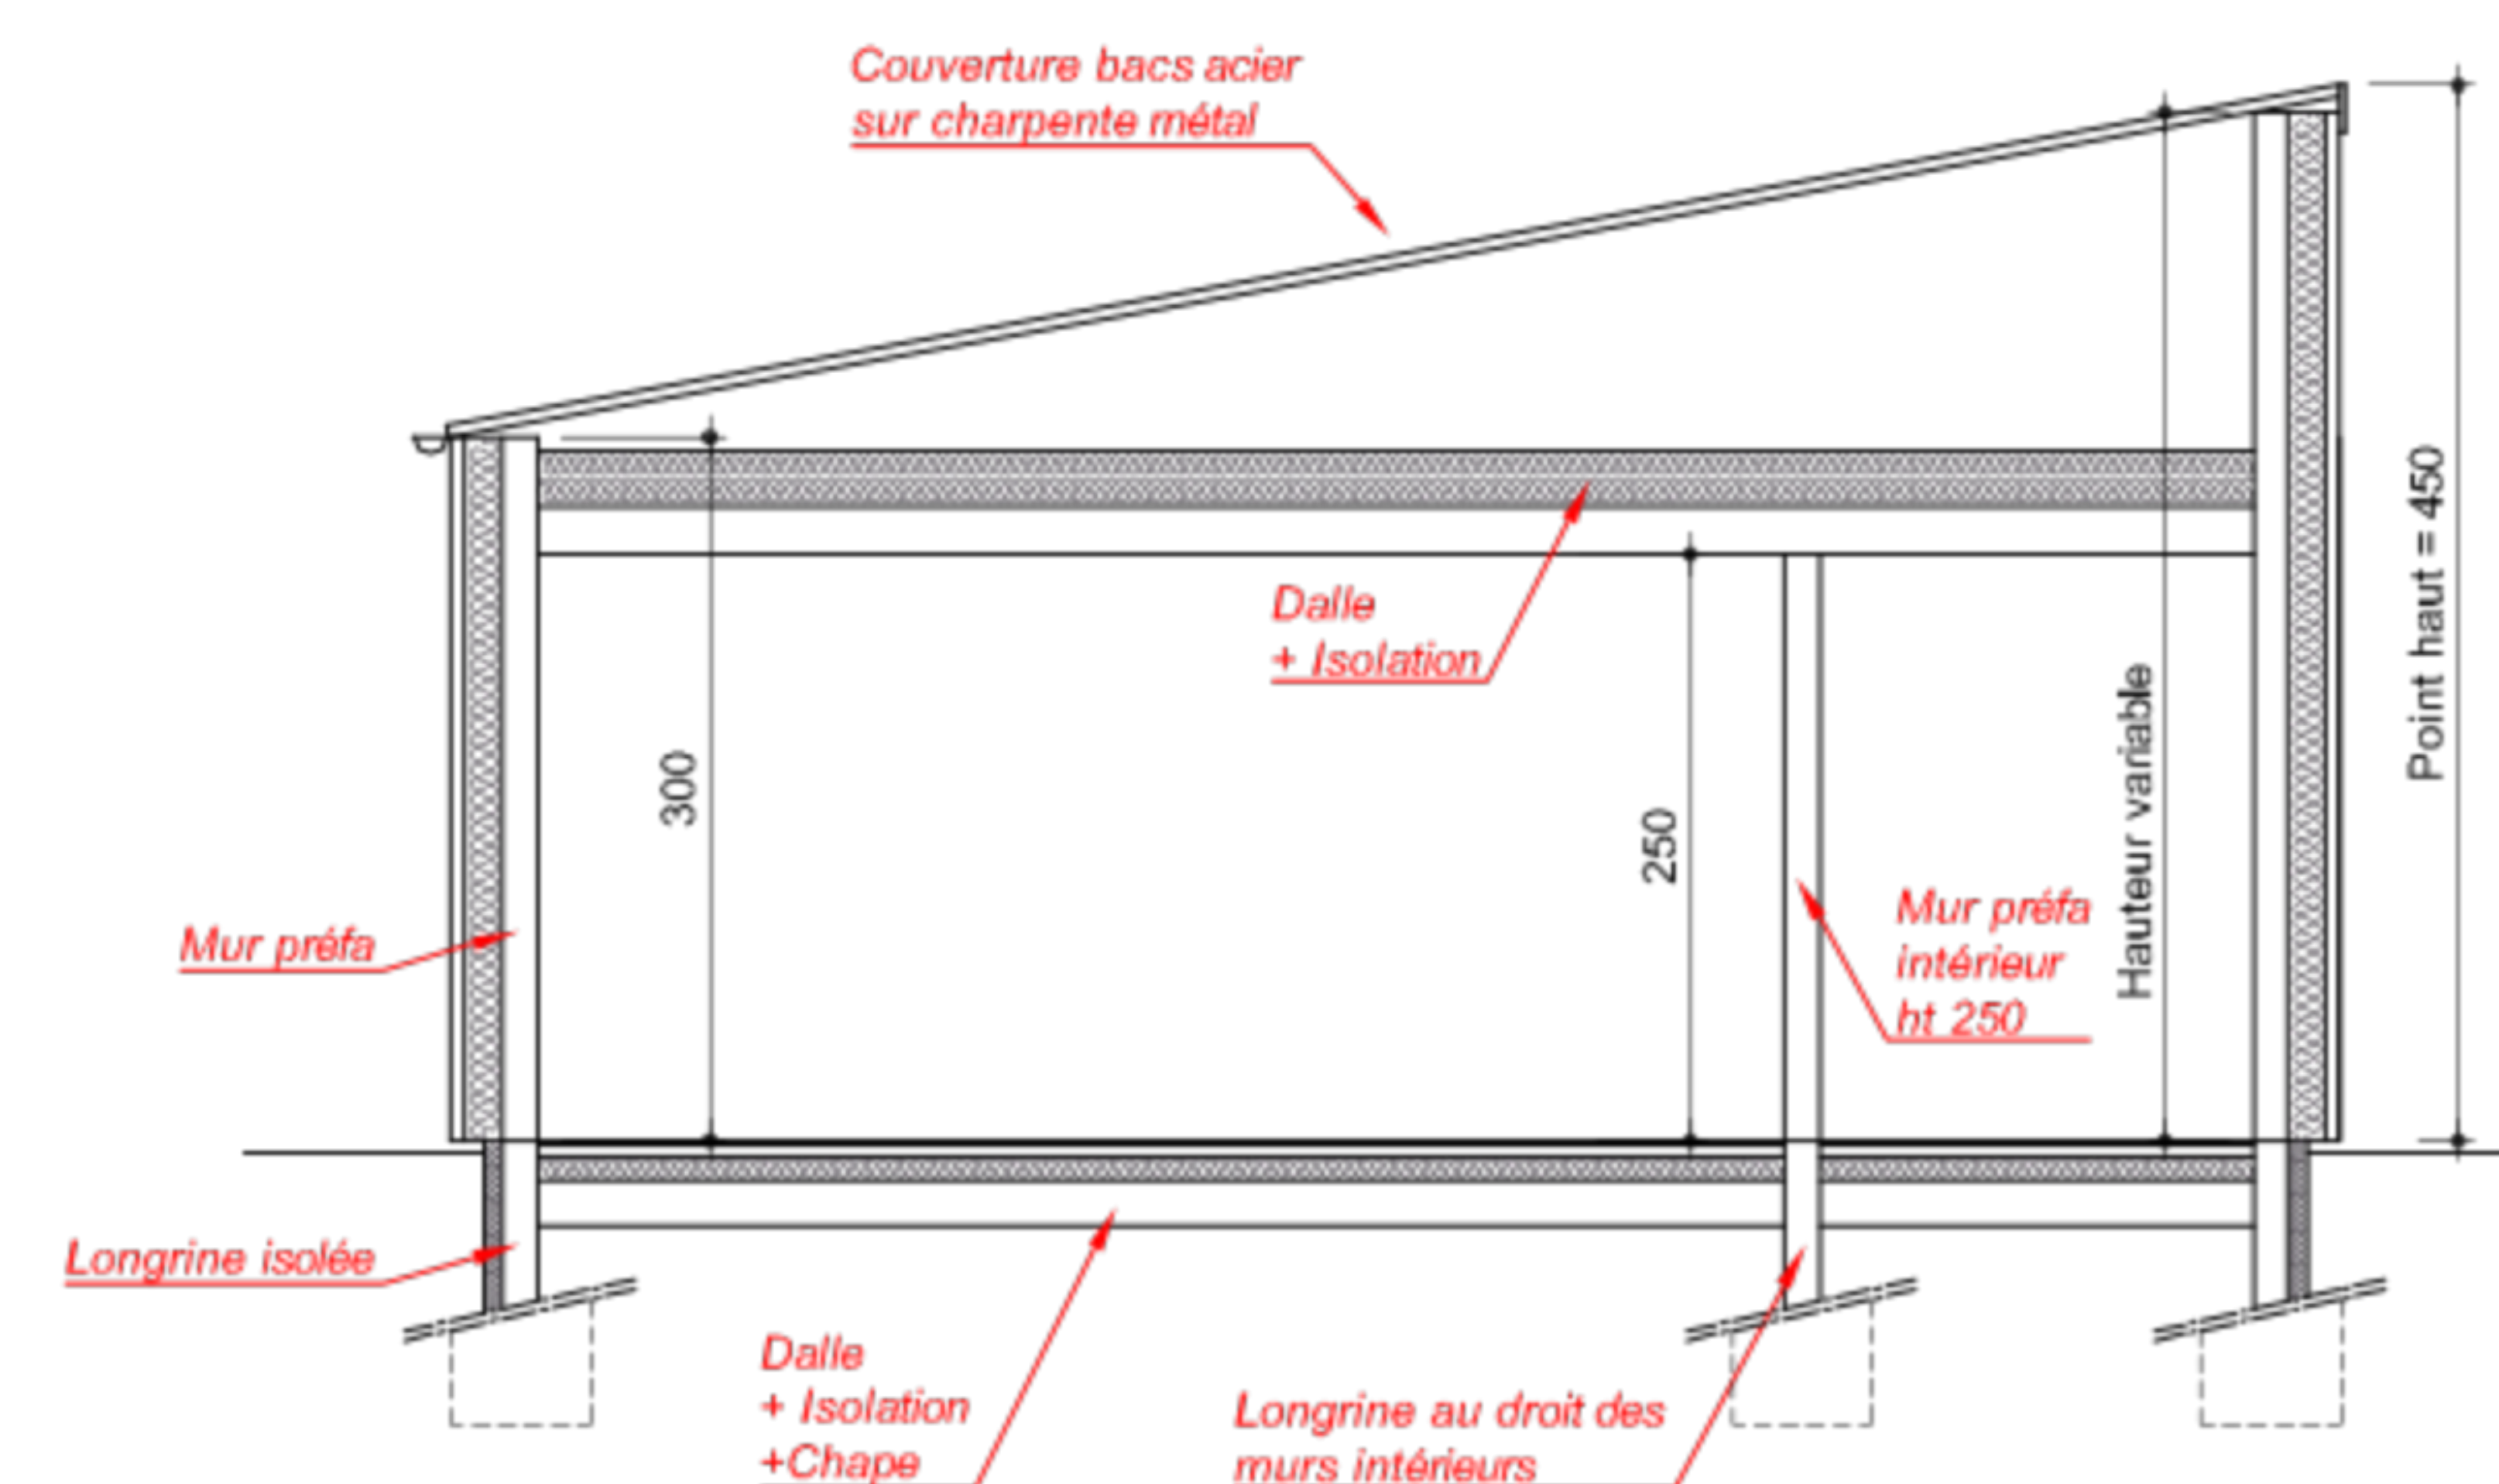 Couverture bacs acier
sur charpente métal
Dalle
+ Isolation
300
250
Hauteur variable
Point haut = 450
Mur préfa
Mur préfa
intérieur
ht 250
Longrine isolée
Dalle
+ Isolation
+Chape
Longrine au droit des
murs intérieurs